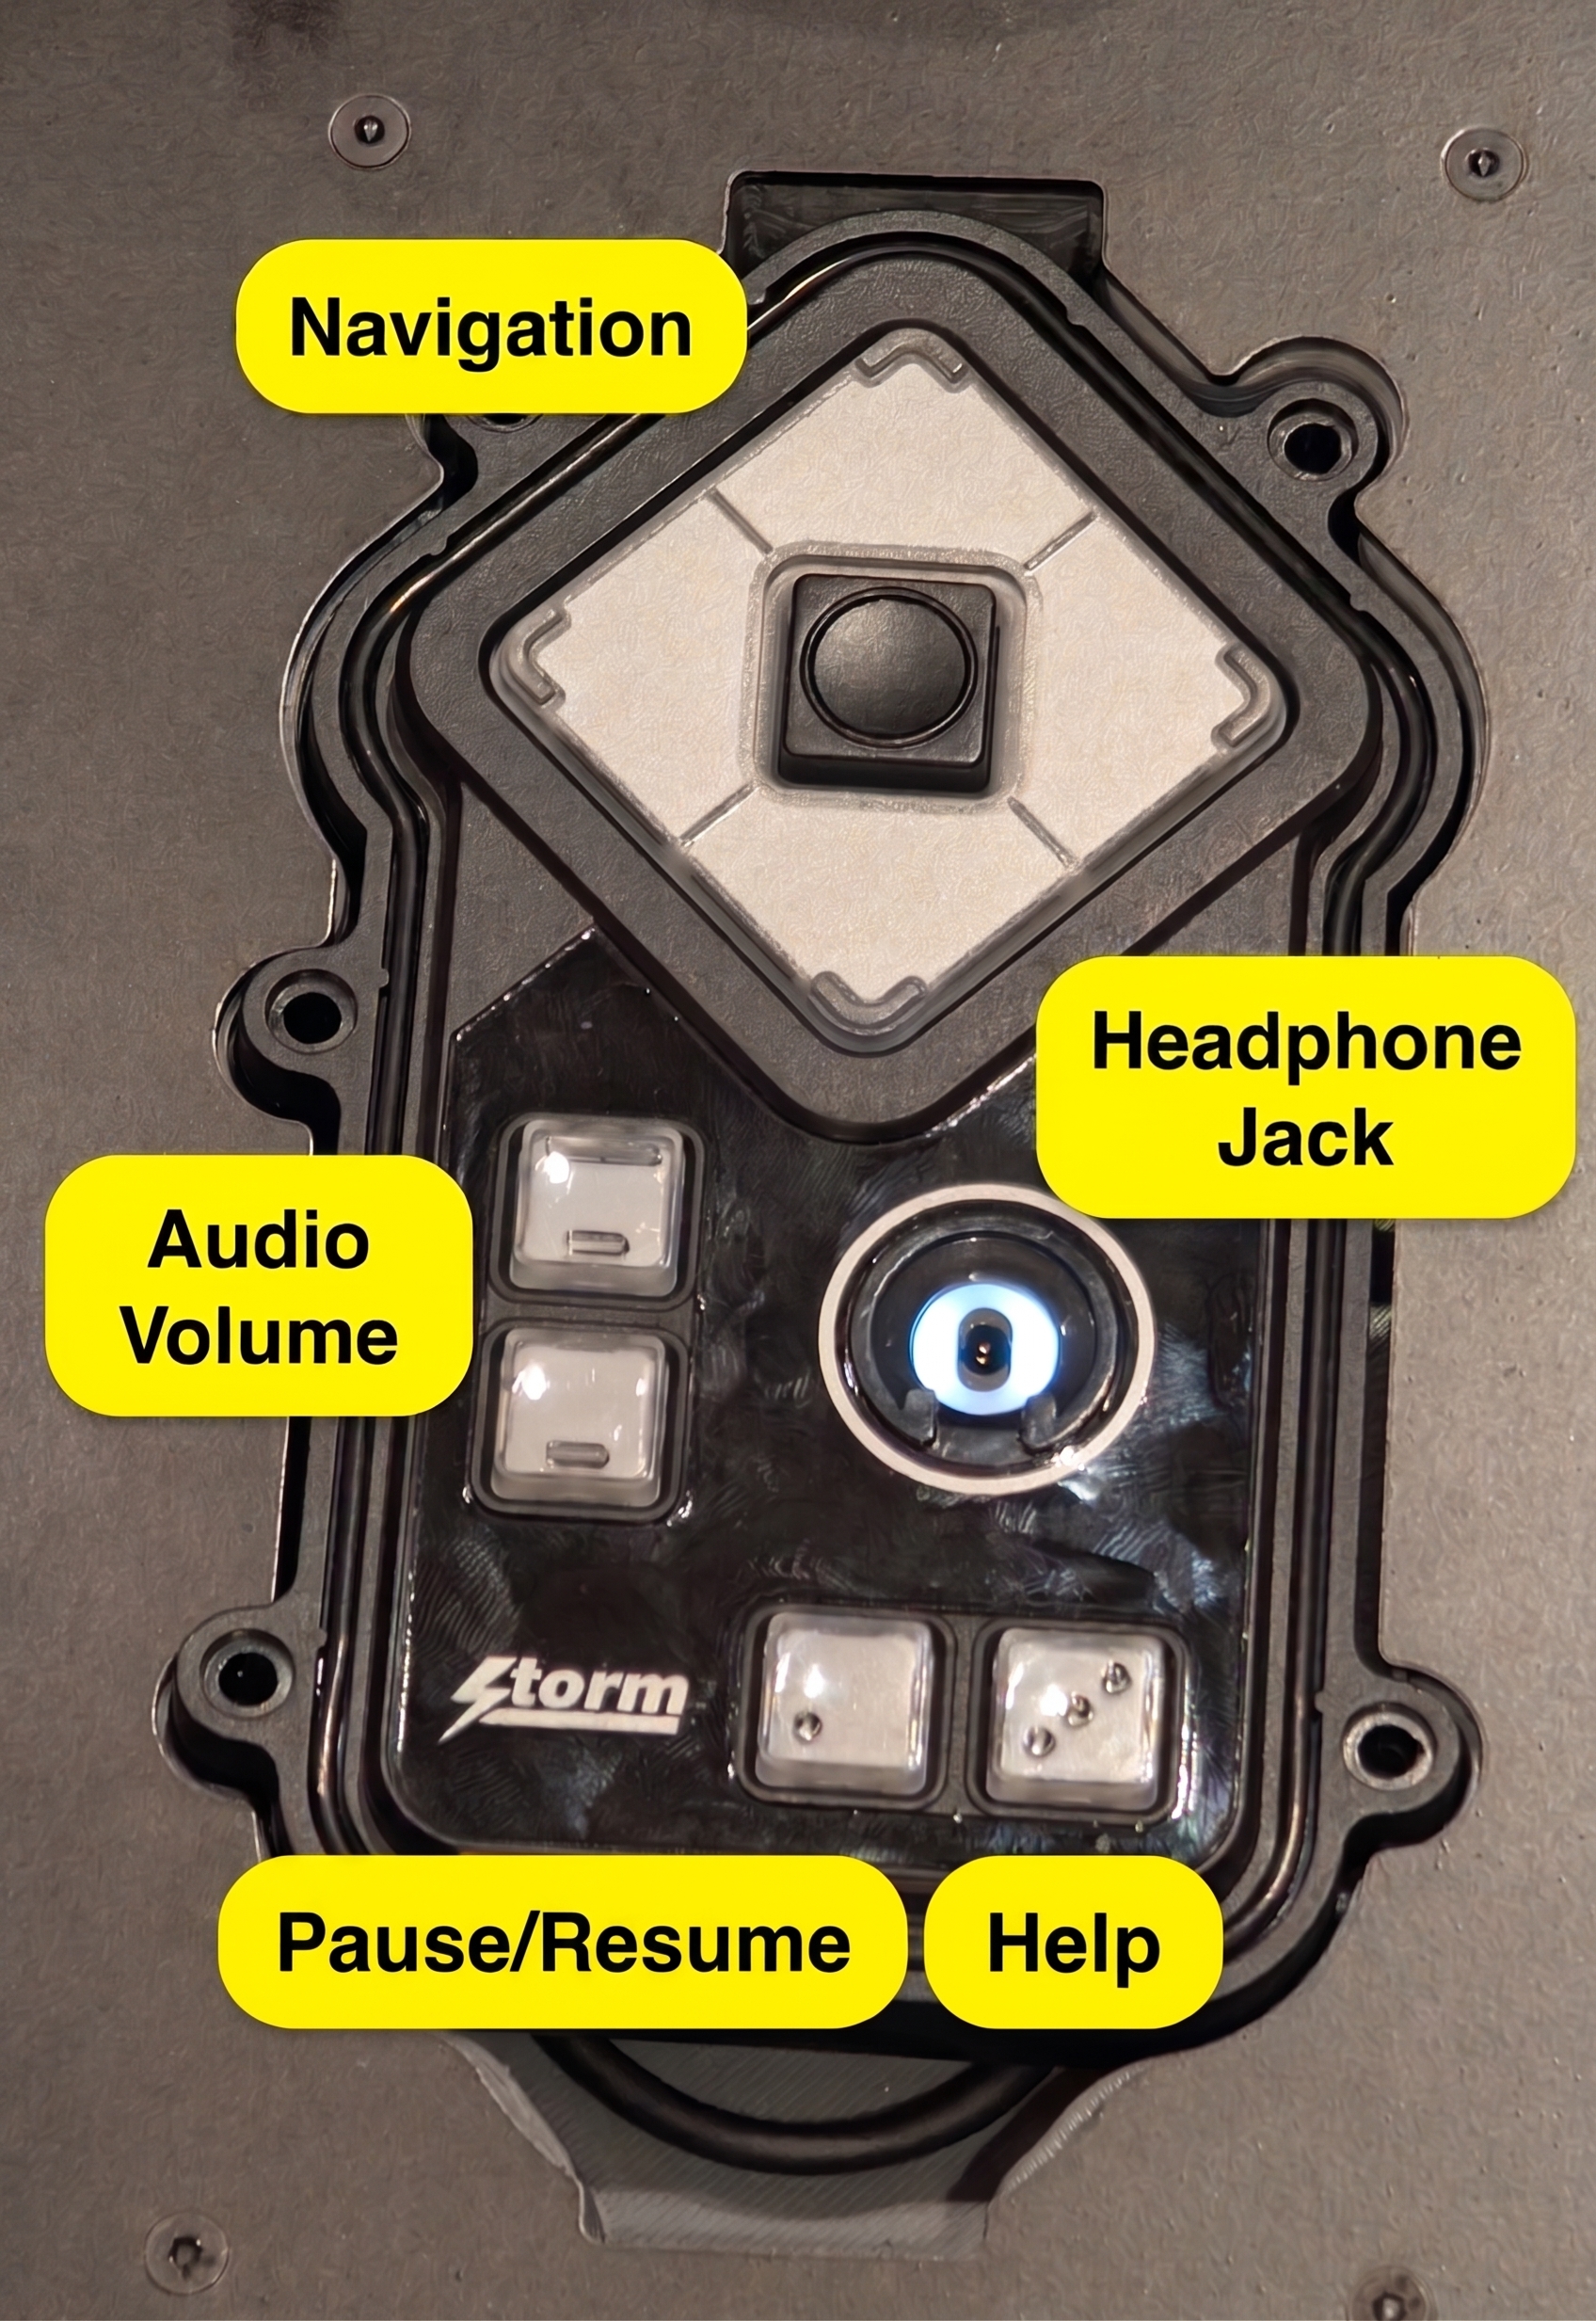 Navigation
Headphone
Jack
Audio
Volume
Storm
Pause/Resume
Help